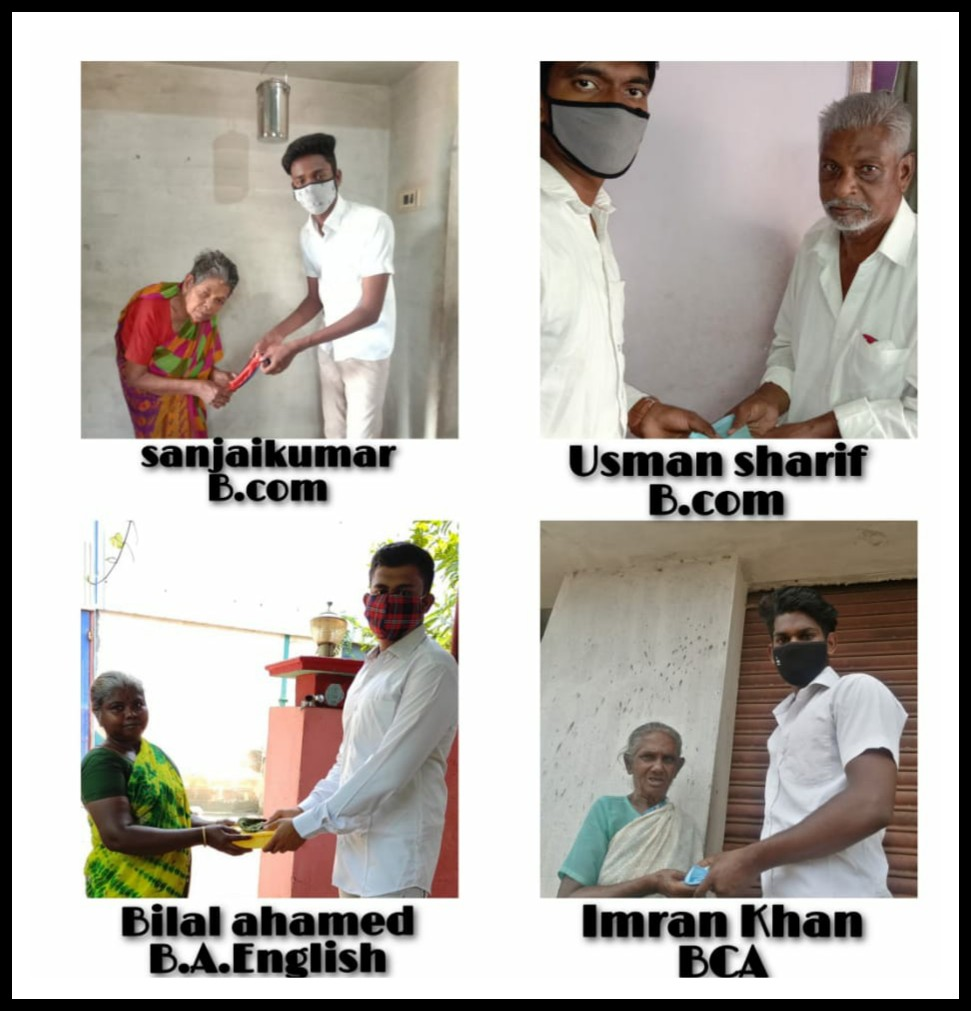 sanjaikumar
B.com
Usman sharif
B.com
Bilal ahamed
B.A.English
Imran Khan
BCA